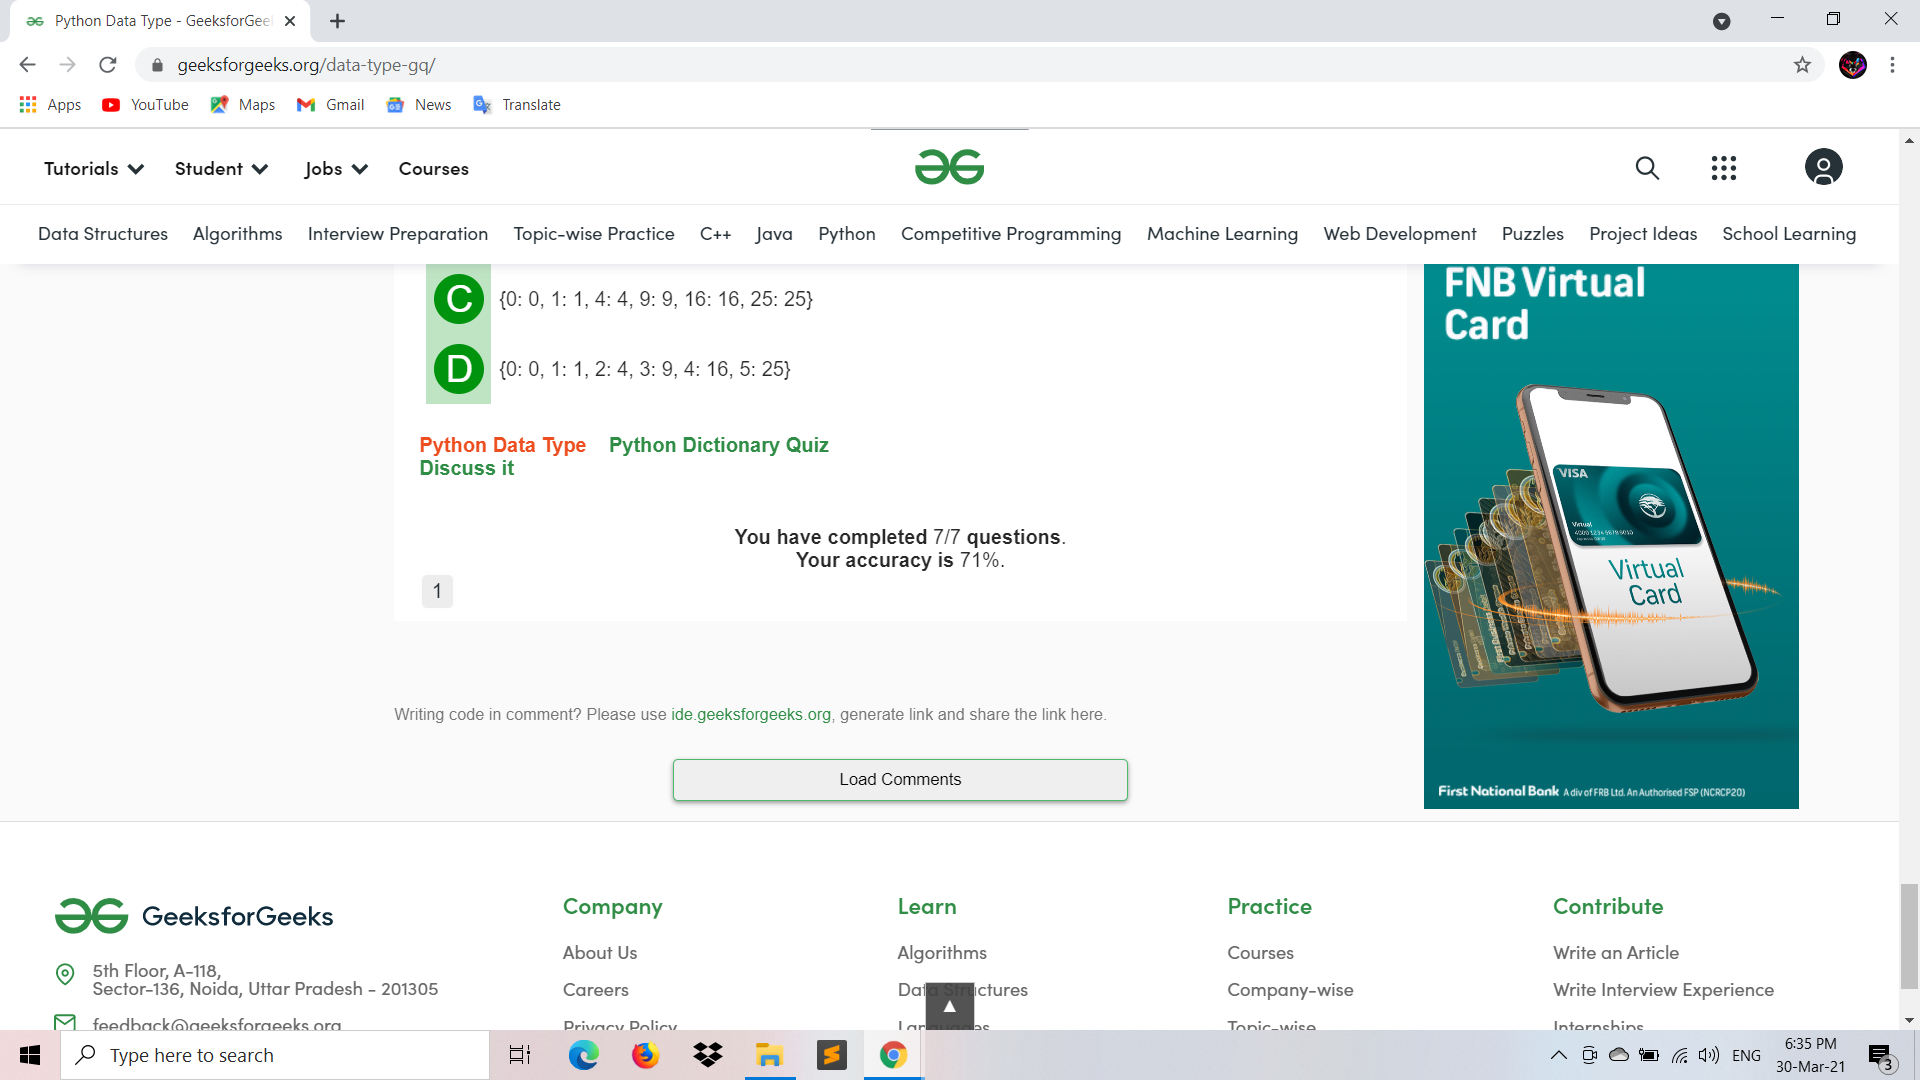 Python Data Type - GeeksforGee
geeksforgeeks.org/data-type-gq/
Apps YouTube Maps Gmail News Translate
Tutorials Student Jobs Courses
Data Structures Algorithms Interview Preparation Topic-wise Practice C++ Java Python Competitive Programming Machine Learning Web Development Puzzles Project Ideas School Learning
C {0: 0, 1: 1, 4: 4, 9: 9, 16: 16, 25: 25}
D {0: 0, 1: 1, 2: 4, 3: 9, 4: 16, 5: 25}
Python Data Type Python Dictionary Quiz
Discuss it
You have completed 7/7 questions.
Your accuracy is 71%.
1
Writing code in comment? Please use ide.geeksforgeeks.org, generate link and share the link here.
Load Comments
FNB Virtual
Card
VISA
Virtual
Virtual
Card
First National Bank A div of FRB Ltd. An Authorised FSP (NCRCP20)
GeeksforGeeks
5th Floor, A-118,
Sector-136, Noida, Uttar Pradesh - 201305
feedback@geeksforgeeks.org
Company
About Us
Careers
Privacy Policy
Learn
Algorithms
Data Structures
Languages
Practice
Courses
Company-wise
Topic-wise
Contribute
Write an Article
Write Interview Experience
Internships
Type here to search
ENG
6:35 PM
30-Mar-21
3